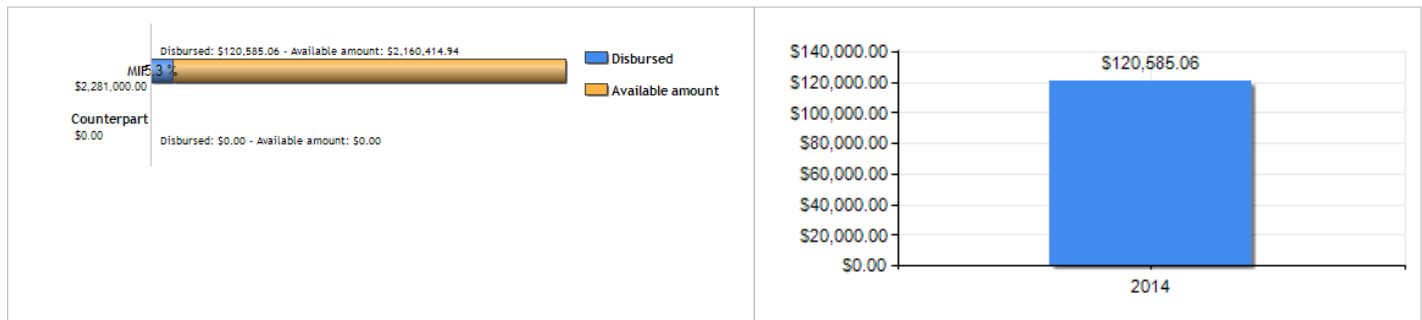 Disbursed: $120,585.06 - Available amount: $2,160,414.94
MIF
5.3 %
$2,281,000.00
Counterpart
$0.00
Disbursed: $0.00 - Available amount: $0.00
Disbursed
Available amount
$140,000.00
$120,000.00
$100,000.00
$80,000.00
$60,000.00
$40,000.00
$20,000.00
$0.00
$120,585.06
2014